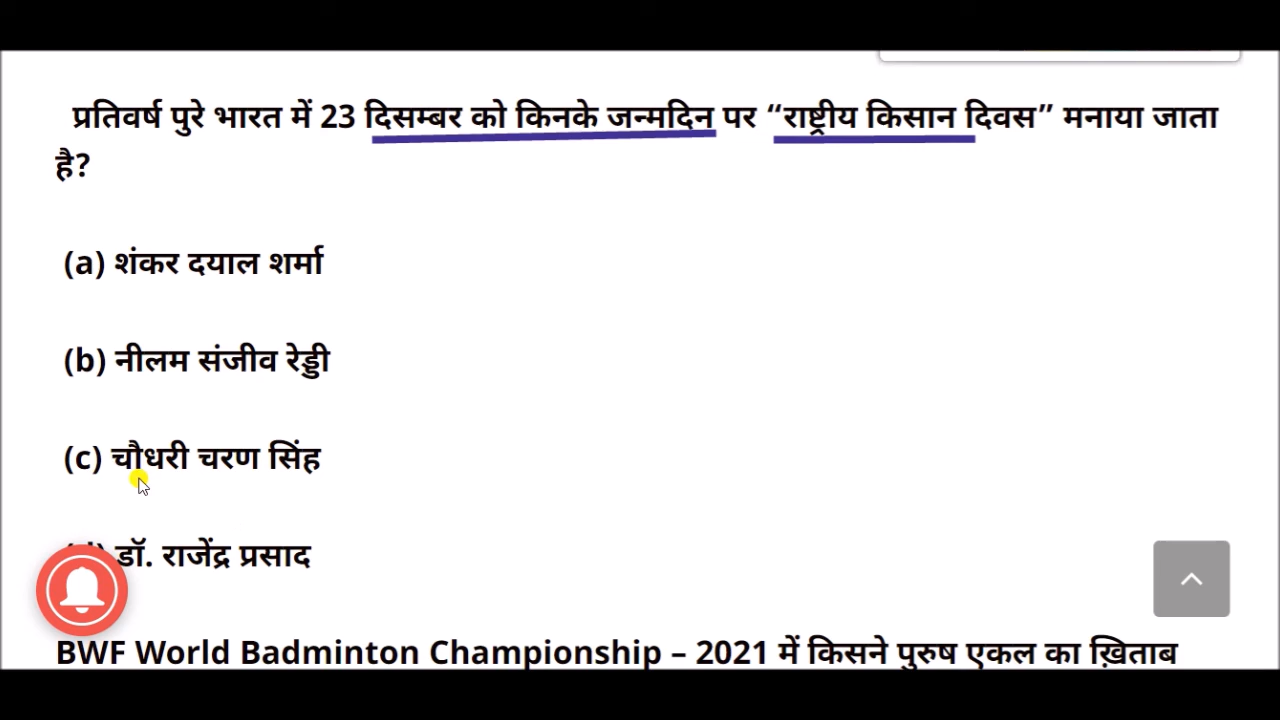 प्रतिवर्ष पुरे भारत में 23 दिसम्बर को किनके जन्मदिन पर “राष्ट्रीय किसान दिवस” मनाया जाता
है?
(a) शंकर दयाल शर्मा
(b) नीलम संजीव रेड्डी
(c) चौधरी चरण सिंह
डॉ. राजेंद्र प्रसाद
BWF World Badminton Championship – 2021 में किसने पुरुष एकल का ख़िताब